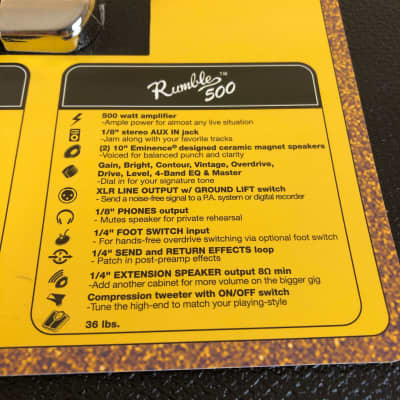 Rumble™
500
500 watt amplifier
-Ample power for almost any live situation
1/8" stereo AUX IN jack
-Jam along with your favorite tracks
(2) 10" Eminence® designed ceramic magnet speakers
-Voiced for balanced punch and clarity
Gain, Bright, Contour, Vintage, Overdrive,
Drive, Level, 4-Band EQ & Master
-Dial in for your signature tone
XLR LINE OUTPUT w/ GROUND LIFT switch
- Send a noise-free signal to a P.A. system or digital recorder
1/8" PHONES output
- Mutes speaker for private rehearsal
1/4" FOOT SWITCH input
- For hands-free overdrive switching via optional foot switch
1/4" SEND and RETURN EFFECTS loop
- Patch in post-preamp effects
1/4" EXTENSION SPEAKER output 8Ω min
-Add another cabinet for more volume on the bigger gig
Compression tweeter with ON/OFF switch
-Tune the high-end to match your playing-style
36 lbs.